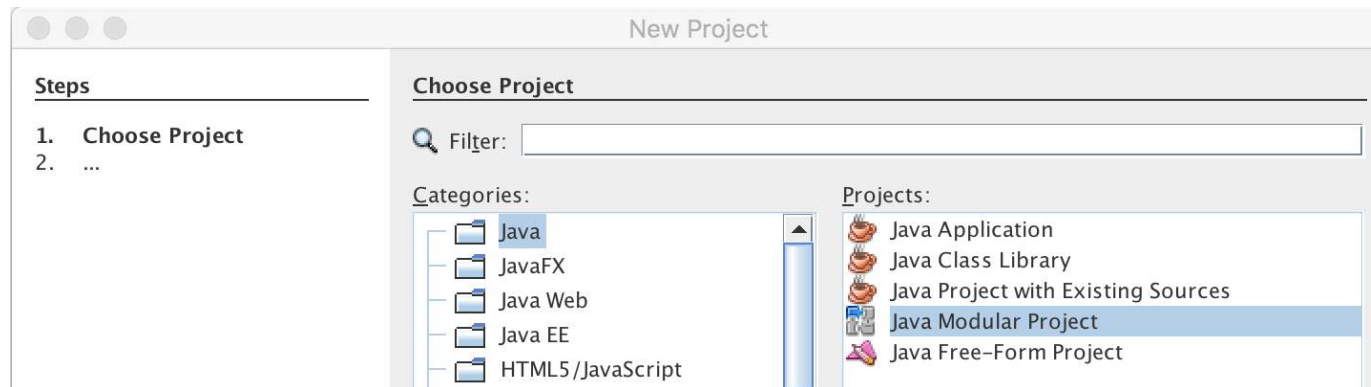 New Project
Steps
1. Choose Project
2. ...
Choose Project
Filter:
Categories:
Java
JavaFX
Java Web
Java EE
HTML5/JavaScript
Projects:
Java Application
Java Class Library
Java Project with Existing Sources
Java Modular Project
Java Free-Form Project